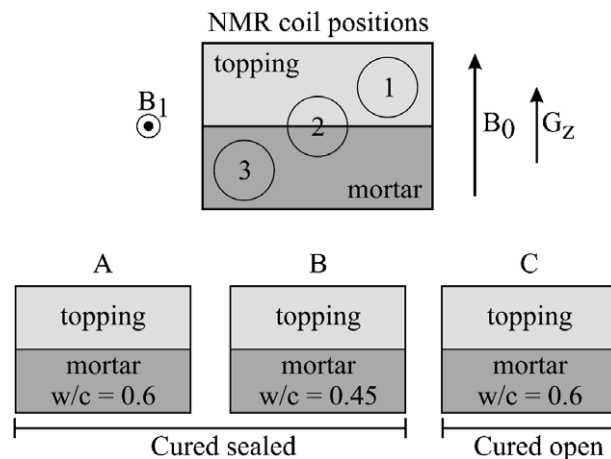 NMR coil positions
topping
1
B1
2
B0
Gz
3
mortar
A
B
C
topping
topping
topping
mortar
w/c = 0.6
mortar
w/c = 0.45
mortar
w/c = 0.6
Cured sealed
Cured open